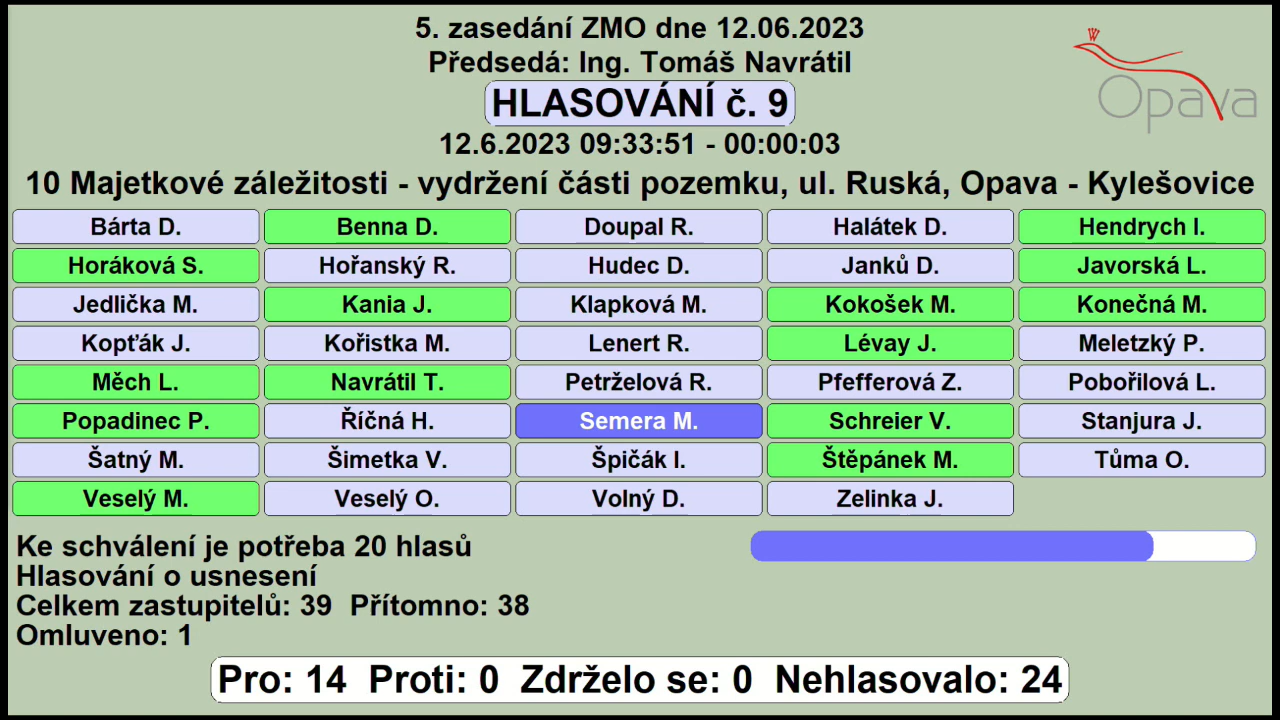 5. zasedání ZMO dne 12.06.2023
Předsedá: Ing. Tomáš Navrátil
HLASOVÁNÍ č. 9
Opava
12.6.2023 09:33:51 - 00:00:03
10 Majetkové záležitosti - vydržení části pozemku, ul. Ruská, Opava - Kylešovice
Bárta D. Benna D. Doupal R. Halátek D. Hendrych I.
Horáková S. Hořanský R. Hudec D. Janků D. Javorská L.
Jedlička M. Kania J. Klapková M. Kokošek M. Konečná M.
Kopťák J. Kořistka M. Lenert R. Lévay J. Meletzký P.
Měch L. Navrátil T. Petrželová R. Pfefferová Z. Pobořilová L.
Popadinec P. Říčná H. Semera M. Schreier V. Stanjura J.
Šatný M. Šimetka V. Špičák I. Štěpánek M. Tůma O.
Veselý M. Veselý O. Volný D. Zelinka J.
Ke schválení je potřeba 20 hlasů
Hlasování o usnesení
Celkem zastupitelů: 39 Přítomno: 38
Omluveno: 1
Pro: 14 Proti: 0 Zdrželo se: 0 Nehlasovalo: 24